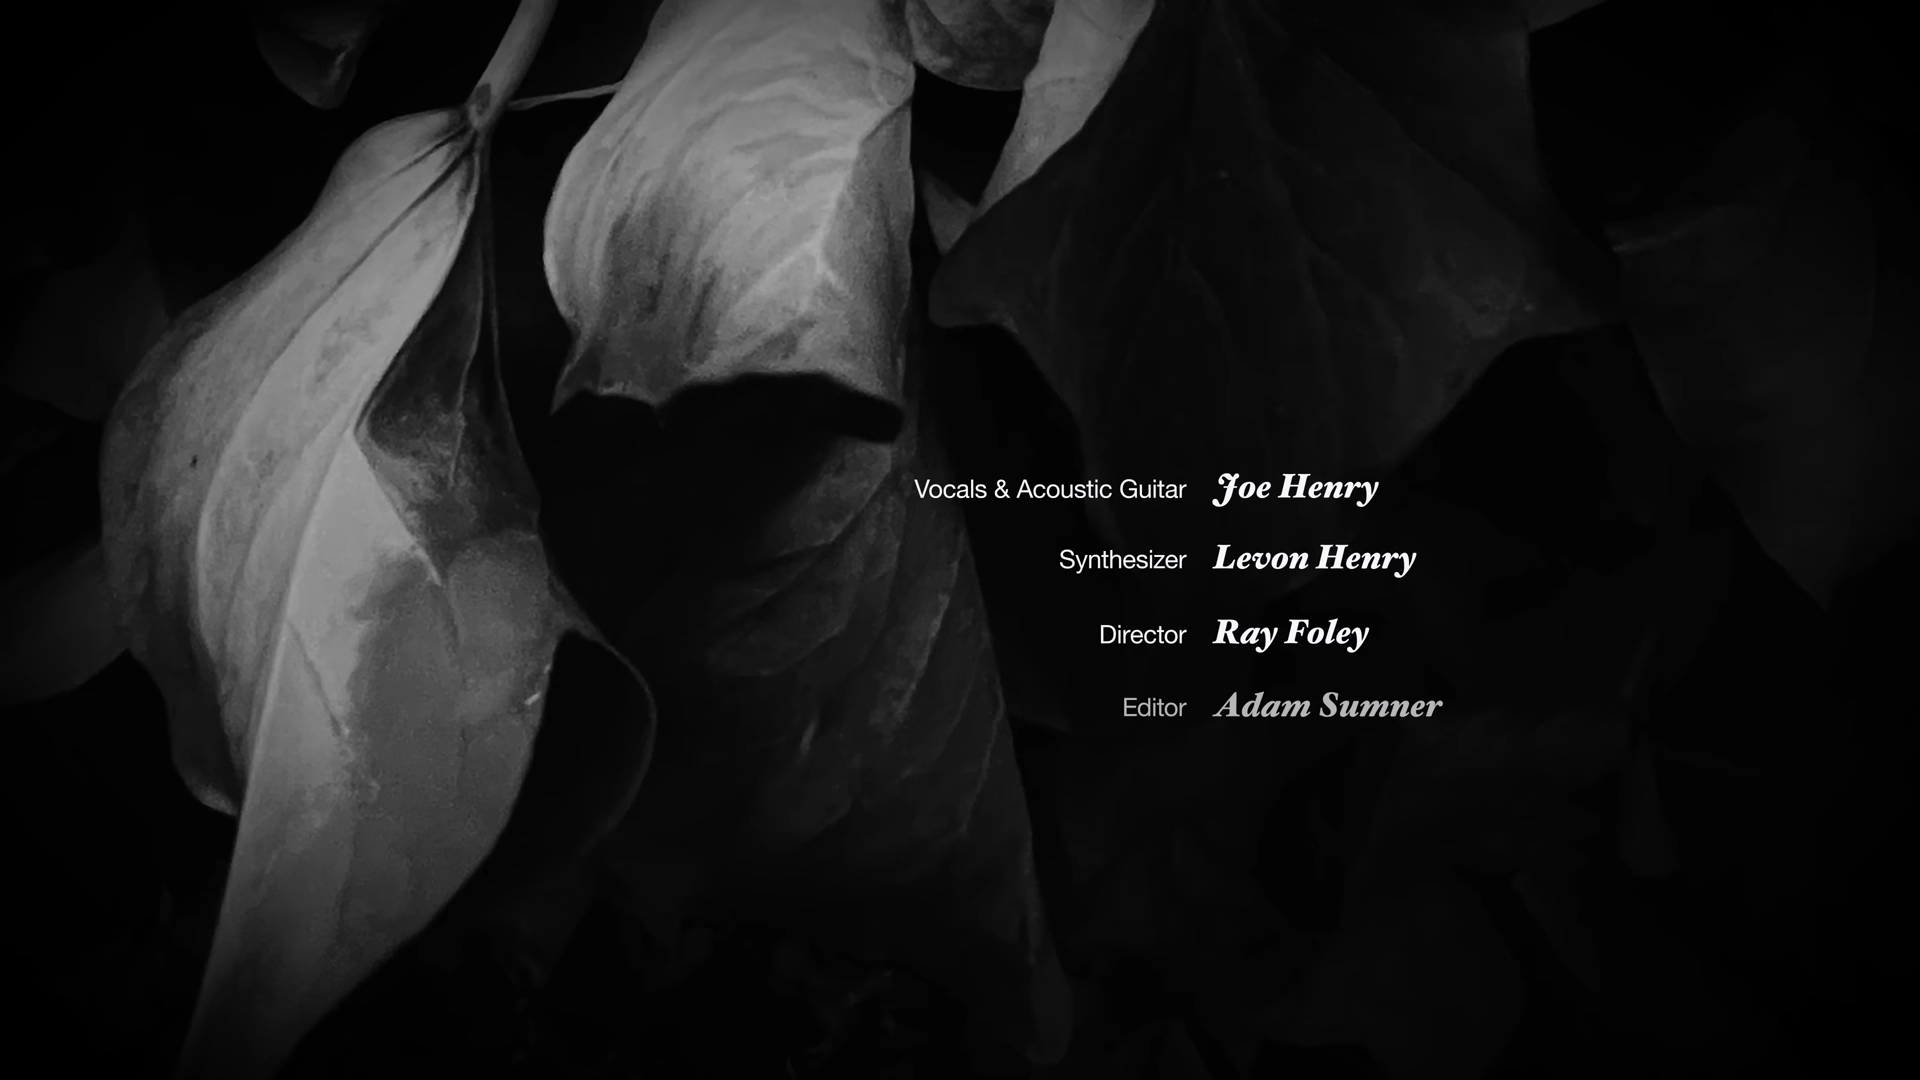 Vocals & Acoustic Guitar Joe Henry
Synthesizer Levon Henry
Director Ray Foley
Editor Adam Sumner